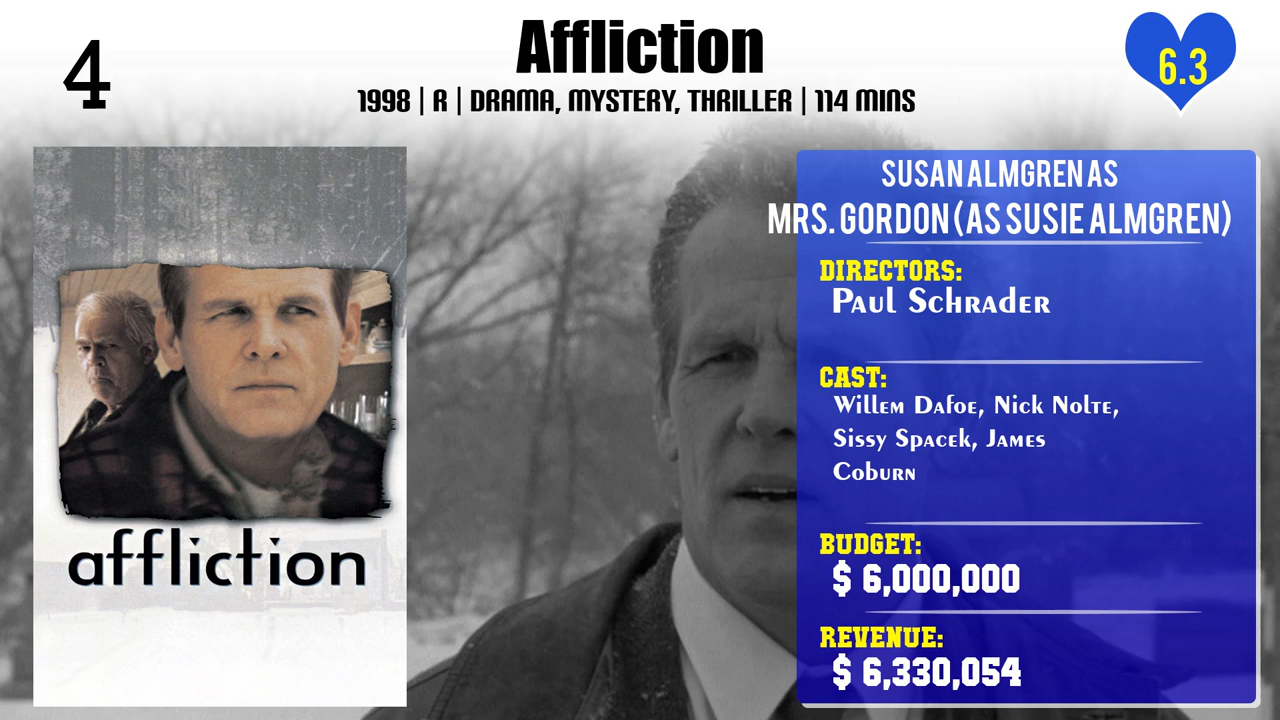 4
Affliction
1998 | R | DRAMA, MYSTERY, THRILLER | 114 MINS
6.3
affliction
SUSAN ALMGREN AS
MRS. GORDON (AS SUSIE ALMGREN)
DIRECTORS:
Paul Schrader
CAST:
Willem Dafoe, Nick Nolte,
Sissy Spacek, James
Coburn
BUDGET:
$ 6,000,000
REVENUE:
$ 6,330,054